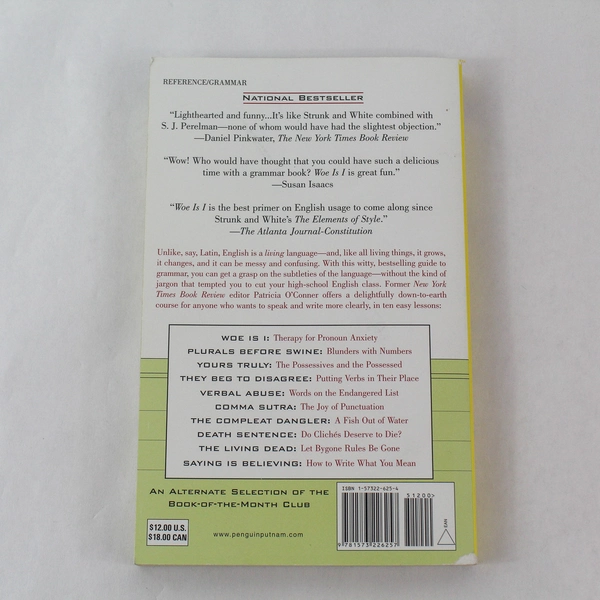 REFERENCE/GRAMMAR
NATIONAL BESTSELLER
“Lighthearted and funny...It’s like Strunk and White combined with
S. J. Perelman—none of whom would have had the slightest objection.”
—Daniel Pinkwater, The New York Times Book Review
“Wow! Who would have thought that you could have such a delicious
time with a grammar book? Woe Is I is great fun.”
—Susan Isaacs
“Woe Is I is the best primer on English usage to come along since
Strunk and White’s The Elements of Style.”
—The Atlanta Journal-Constitution
Unlike, say, Latin, English is a living language—and, like all living things, it grows,
it changes, and it can be messy and confusing. With this witty, bestselling guide to
grammar, you can get a grasp on the subtleties of the language—without the kind of
jargon that tempted you to cut your high-school English class. Former New York
Times Book Review editor Patricia O’Conner offers a delightfully down-to-earth
course for anyone who wants to speak and write more clearly, in ten easy lessons:
WOE IS I: Therapy for Pronoun Anxiety
PLURALS BEFORE SWINE: Blunders with Numbers
YOURS TRULY: The Possessives and the Possessed
THEY BEG TO DISAGREE: Putting Verbs in Their Place
VERBAL ABUSE: Words on the Endangered List
COMMA SUTRA: The Joy of Punctuation
THE COMPLEAT DANGLER: A Fish Out of Water
DEATH SENTENCE: Do Clichés Deserve to Die?
THE LIVING DEAD: Let Bygone Rules Be Gone
SAYING IS BELIEVING: How to Write What You Mean
AN ALTERNATE SELECTION OF THE
BOOK-OF-THE-MONTH CLUB
$12.00 U.S.
$18.00 CAN
www.penguinputnam.com
ISBN 1-57322-625-4
51200>
9 781573 226257
EAN